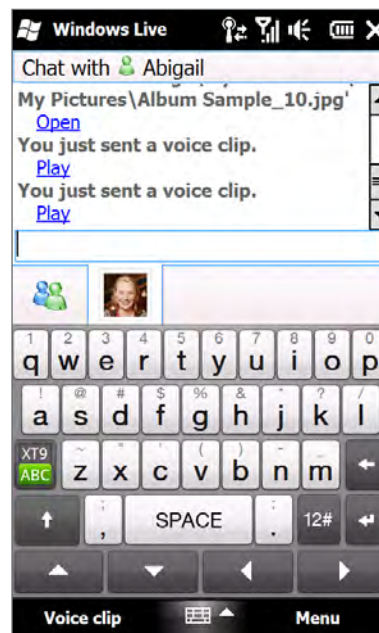 Windows Live
Chat with Abigail
My Pictures\Album Sample_10.jpg'
Open
You just sent a voice clip.
Play
You just sent a voice clip.
Play
1 2 3 4 5 6 7 8 9 0
q w e r t y u i o p
! @ # $ % & * ? /
a s d f g h j k l
XT9 ~ " ' ( ) - _
ABC z x c v b n m
; :
, SPACE . 12#
Voice clip Menu